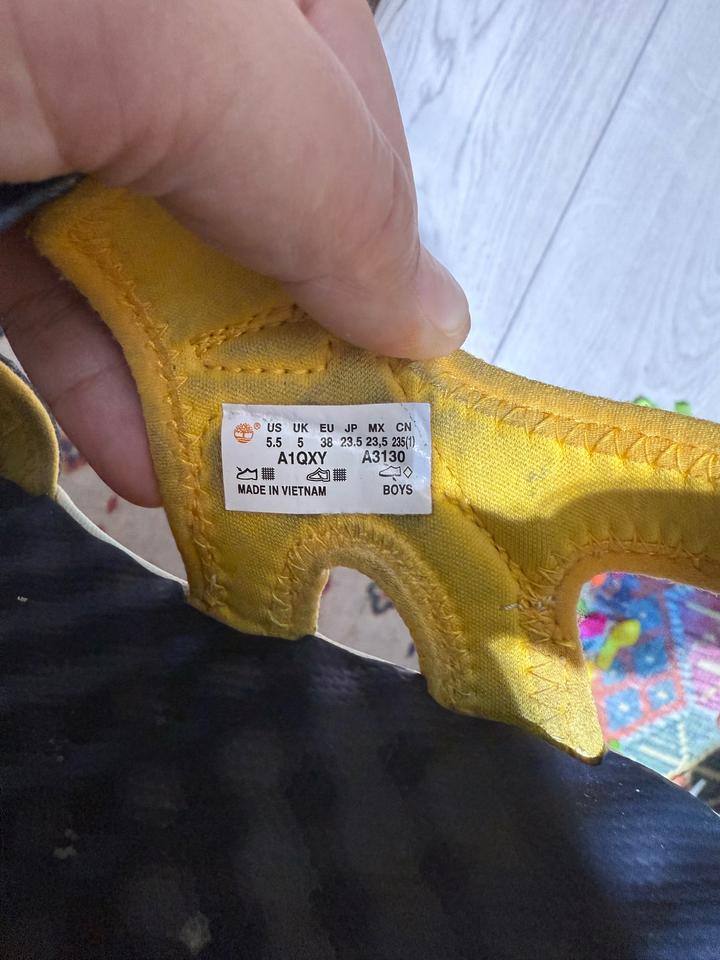 ® US UK EU JP MX CN
5.5 5 38 23.5 23,5 235(1)
A1QXY A3130
MADE IN VIETNAM BOYS